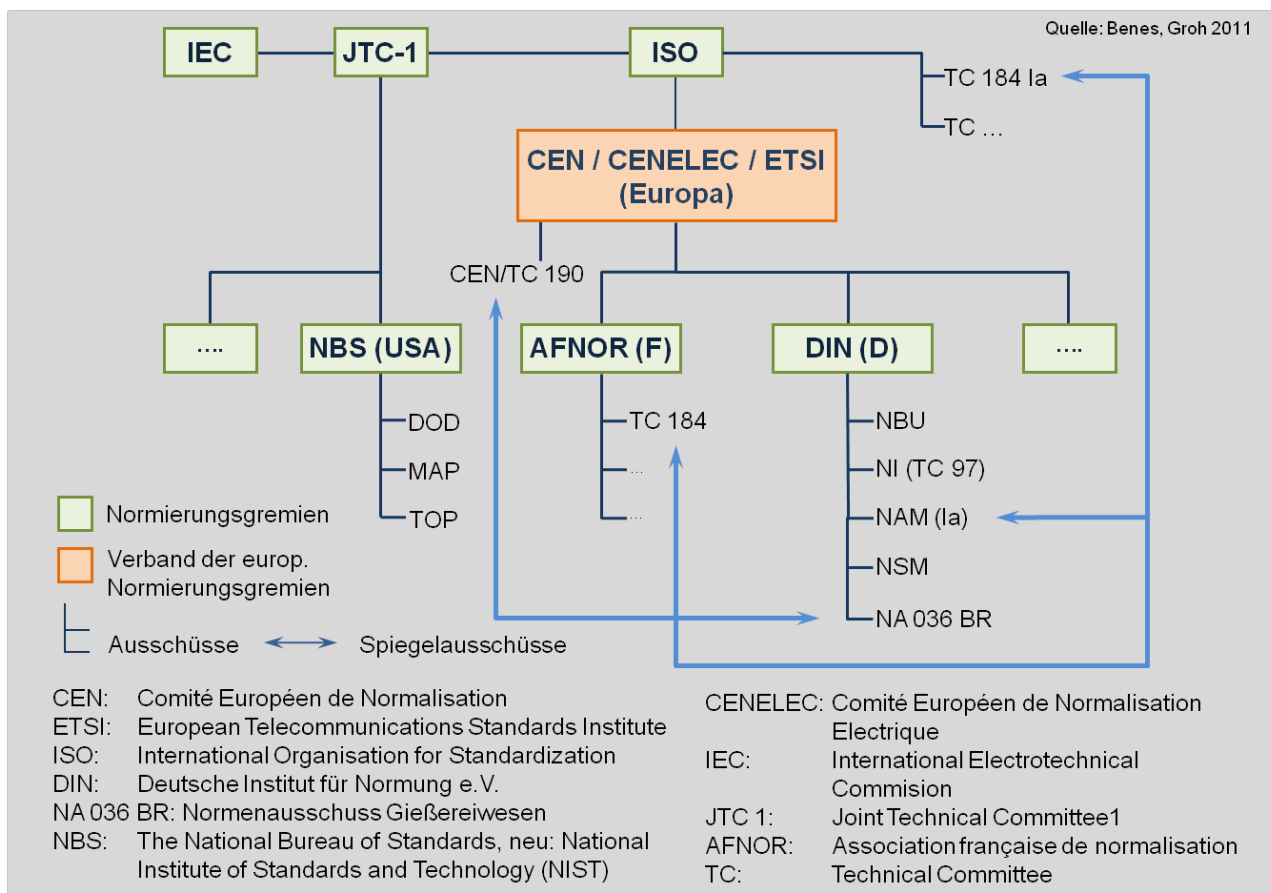 Quelle: Benes, Groh 2011
IEC
JTC-1
ISO
TC 184 Ia
TC ...
CEN / CENELEC / ETSI
(Europa)
CEN/TC 190
....
NBS (USA)
AFNOR (F)
DIN (D)
....
DOD
MAP
TOP
TC 184
...
...
NBU
NI (TC 97)
NAM (Ia)
NSM
NA 036 BR
Normierungsgremien
Verband der europ.
Normierungsgremien
Ausschüsse
Spiegelausschüsse
CEN: Comité Européen de Normalisation
ETSI: European Telecommunications Standards Institute
ISO: International Organisation for Standardization
DIN: Deutsche Institut für Normung e.V.
NA 036 BR: Normenausschuss Gießereiwesen
NBS: The National Bureau of Standards, neu: National
Institute of Standards and Technology (NIST)
CENELEC: Comité Européen de Normalisation
Electrique
IEC: International Electrotechnical
Commision
JTC 1: Joint Technical Committee1
AFNOR: Association française de normalisation
TC: Technical Committee